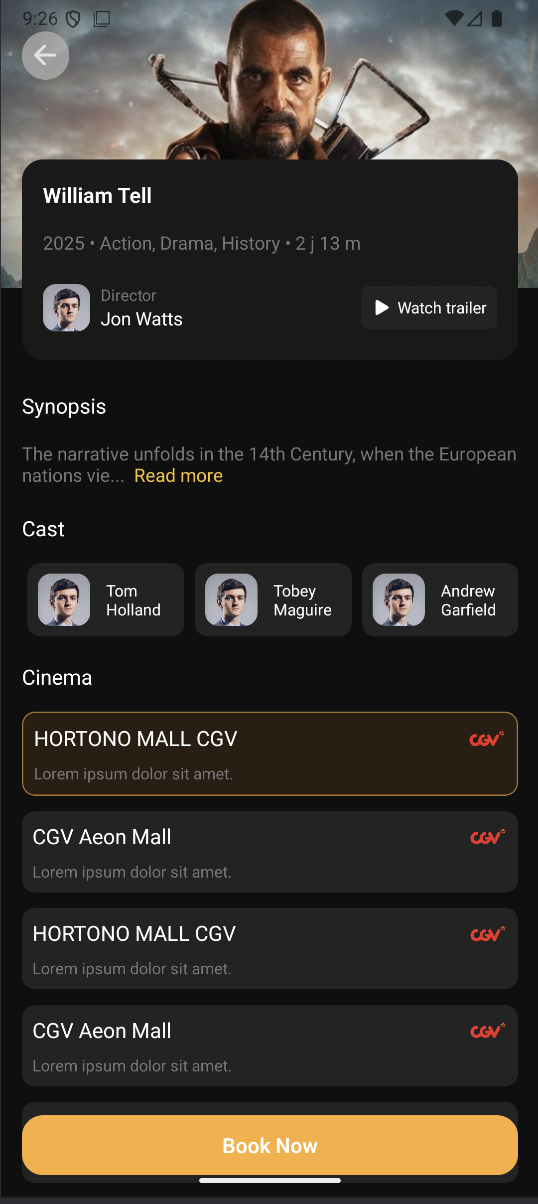 9:26
William Tell
2025 • Action, Drama, History • 2 j 13 m
Director
Jon Watts
Watch trailer
Synopsis
The narrative unfolds in the 14th Century, when the European
nations vie... Read more
Cast
Tom
Holland
Tobey
Maguire
Andrew
Garfield
Cinema
HORTONO MALL CGV
CGV
Lorem ipsum dolor sit amet.
CGV Aeon Mall
CGV
Lorem ipsum dolor sit amet.
HORTONO MALL CGV
CGV
Lorem ipsum dolor sit amet.
CGV Aeon Mall
CGV
Lorem ipsum dolor sit amet.
Book Now